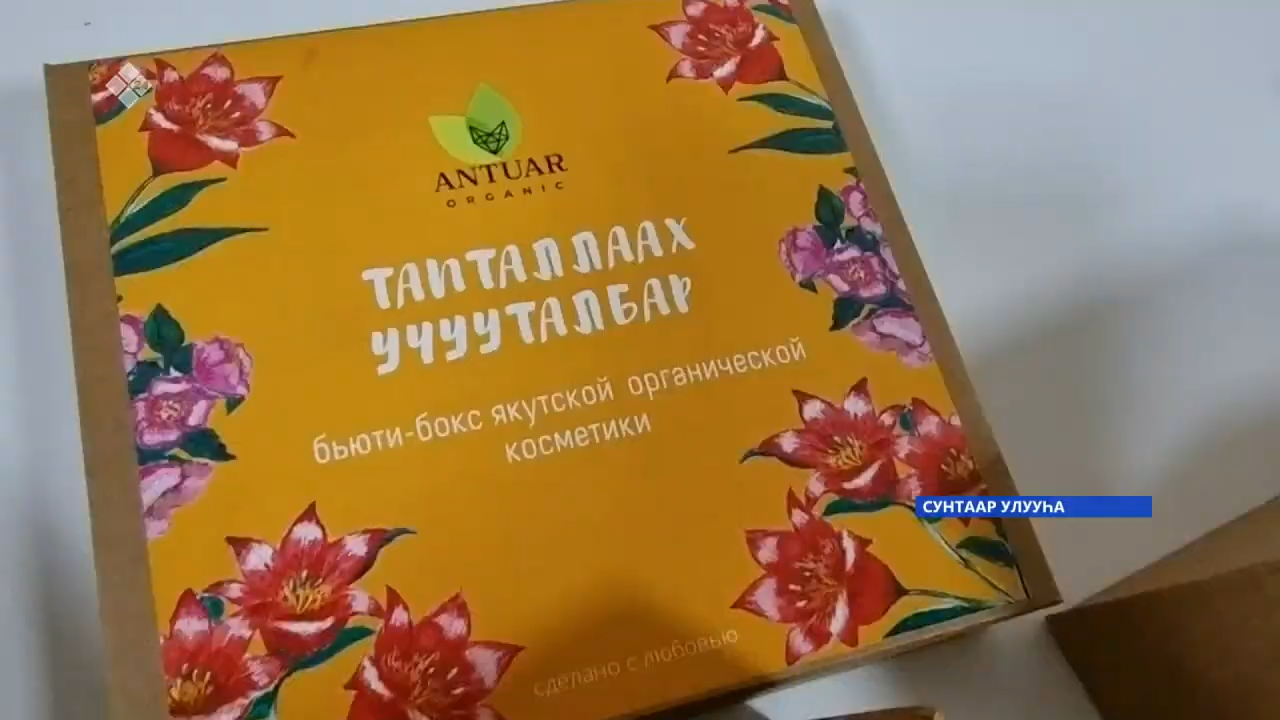 ANTUAR
ORGANIC
ТАПТАЛЛААХ
УЧУУТАЛБАР
бьюти-бокс якутской органической
косметики
СУНТААР УЛУУҺА
сделано с любовью